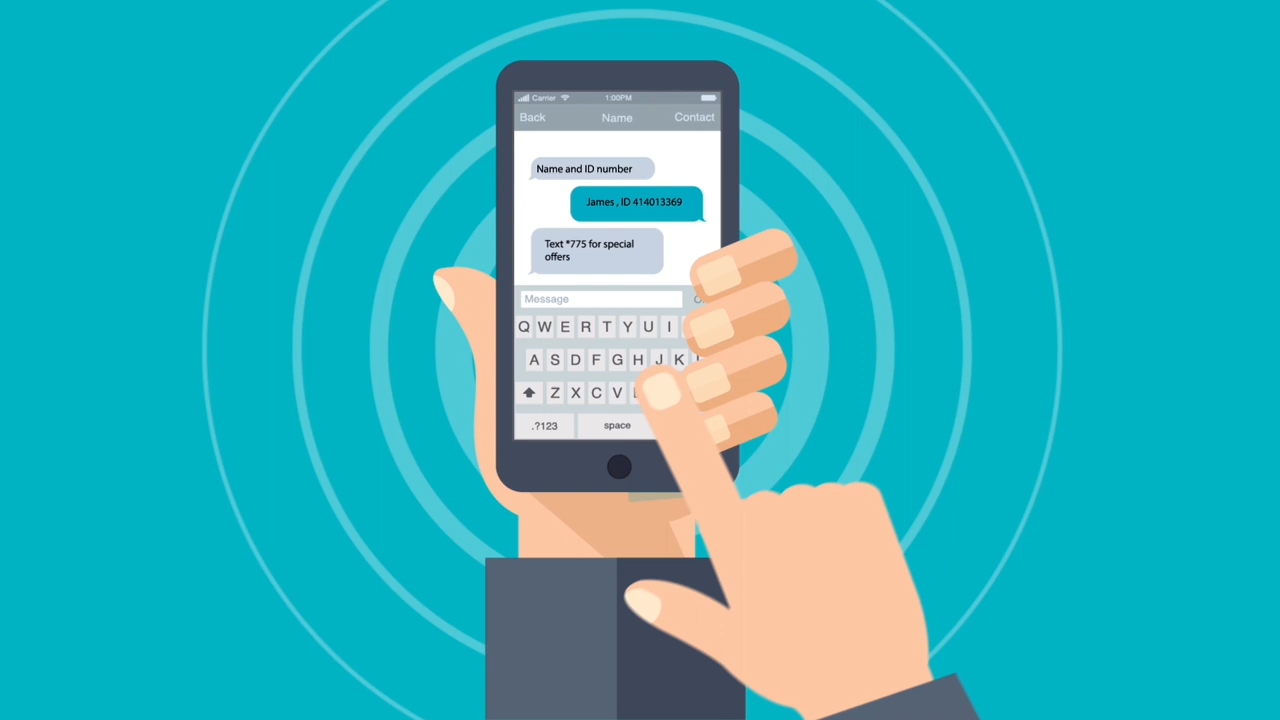 Carrier 1:00PM
Back Name Contact
Name and ID number
James , ID 414013369
Text *775 for special
offers
Message
Q W E R T Y U I
A S D F G H J K
Z X C V
.?123 space